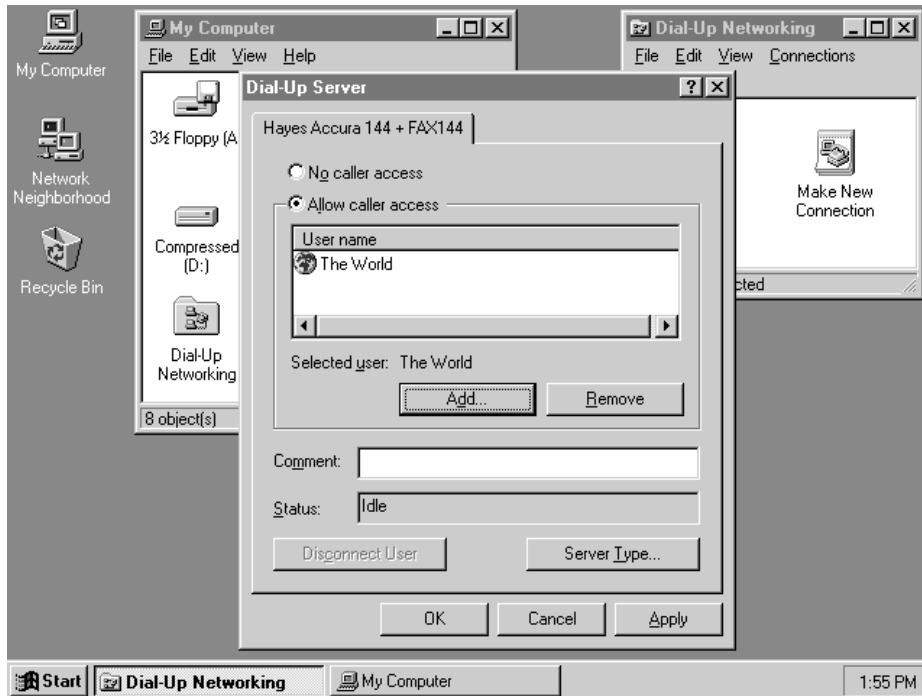 My Computer
Network
Neighborhood
Recycle Bin
My Computer
File Edit View Help
3½ Floppy (A
Compressed
(D:)
Dial-Up
Networking
8 object(s)
Dial-Up Networking
File Edit View Connections
Make New
Connection
cted
Dial-Up Server
Hayes Accura 144 + FAX144
No caller access
Allow caller access
User name
The World
Selected user: The World
Add...
Remove
Comment:
Status: Idle
Disconnect User
Server Type...
OK
Cancel
Apply
Start
Dial-Up Networking
My Computer
1:55 PM